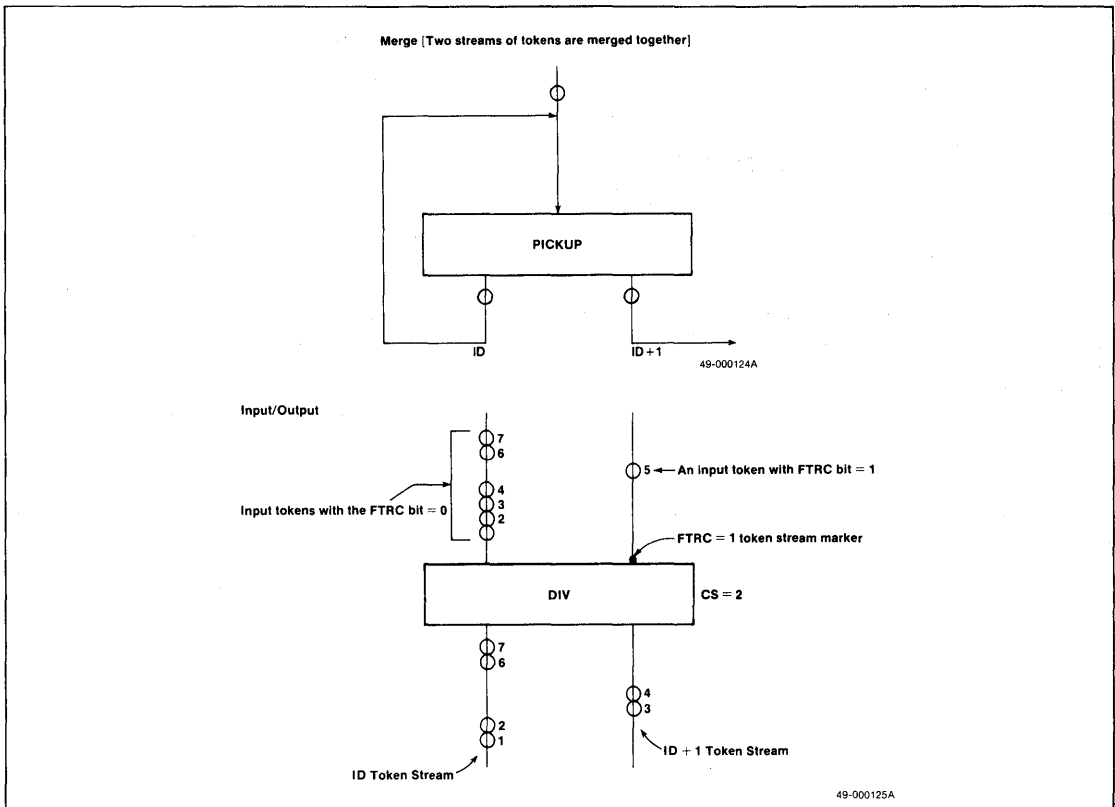 Merge [Two streams of tokens are merged together]
PICKUP
ID
ID+1
49-000124A
Input/Output
7
6
5
An input token with FTRC bit = 1
4
3
Input tokens with the FTRC bit = 0
2
FTRC = 1 token stream marker
DIV
CS = 2
7
6
4
3
2
1
ID + 1 Token Stream
ID Token Stream
49-000125A